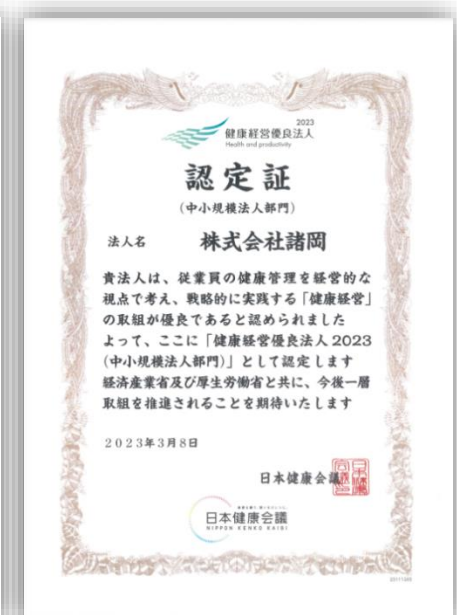 2023
健康経営優良法人
Health and productivity
認定証
(中小規模法人部門)
法人名 株式会社諸岡
貴法人は、従業員の健康管理を経営的な
視点で考え、戦略的に実践する「健康経営」
の取組が優良であると認められました
よって、ここに「健康経営優良法人2023
(中小規模法人部門)」として認定します
経済産業省及び厚生労働省と共に、今後一層
取組を推進されることを期待いたします
2023年3月8日
日本健康会議
日本健康会議
NIPPON KENKO KAIGI